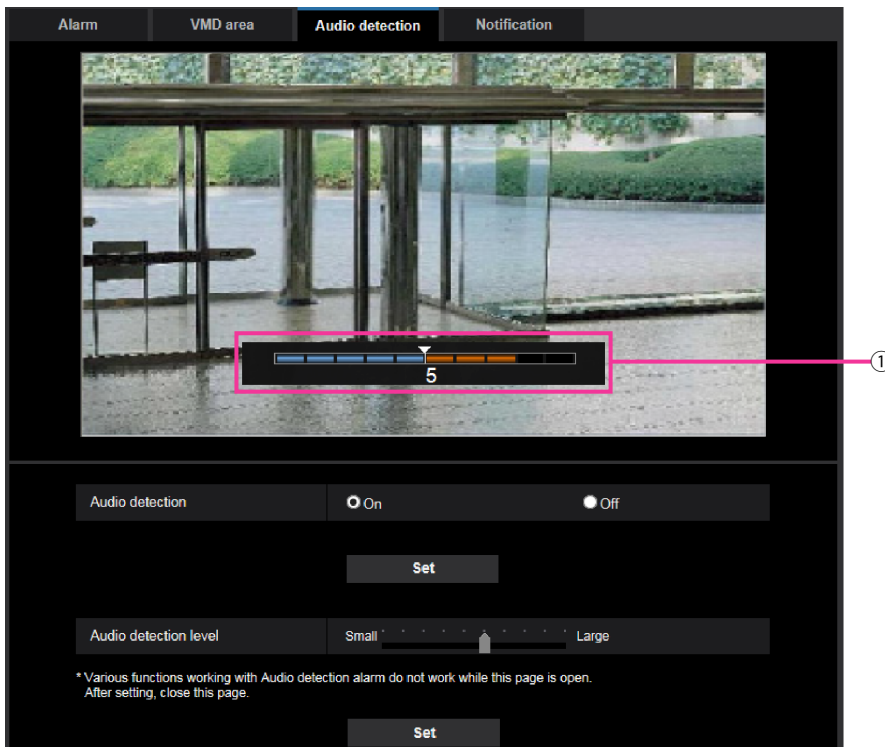 Alarm VMD area Audio detection Notification
5
①
Audio detection On Off
Set
Audio detection level Small Large
* Various functions working with Audio detection alarm do not work while this page is open.
After setting, close this page.
Set